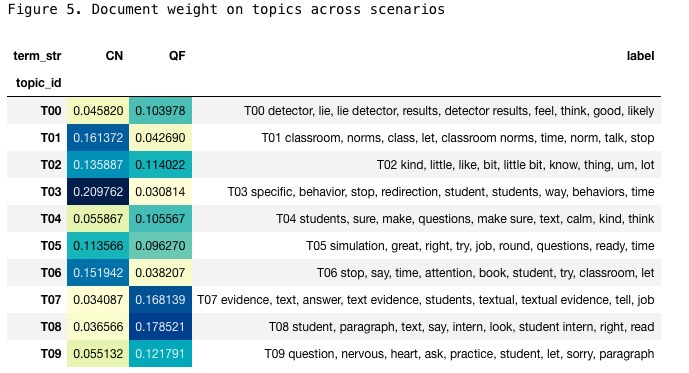 Figure 5. Document weight on topics across scenarios
term_str CN QF label
topic_id
T00 0.045820 0.103978 T00 detector, lie, lie detector, results, detector results, feel, think, good, likely
T01 0.161372 0.042690 T01 classroom, norms, class, let, classroom norms, time, norm, talk, stop
T02 0.135887 0.114022 T02 kind, little, like, bit, little bit, know, thing, um, lot
T03 0.209762 0.030814 T03 specific, behavior, stop, redirection, student, students, way, behaviors, time
T04 0.055867 0.105567 T04 students, sure, make, questions, make sure, text, calm, kind, think
T05 0.113566 0.096270 T05 simulation, great, right, try, job, round, questions, ready, time
T06 0.151942 0.038207 T06 stop, say, time, attention, book, student, try, classroom, let
T07 0.034087 0.168139 T07 evidence, text, answer, text evidence, students, textual, textual evidence, tell, job
T08 0.036566 0.178521 T08 student, paragraph, text, say, intern, look, student intern, right, read
T09 0.055132 0.121791 T09 question, nervous, heart, ask, practice, student, let, sorry, paragraph